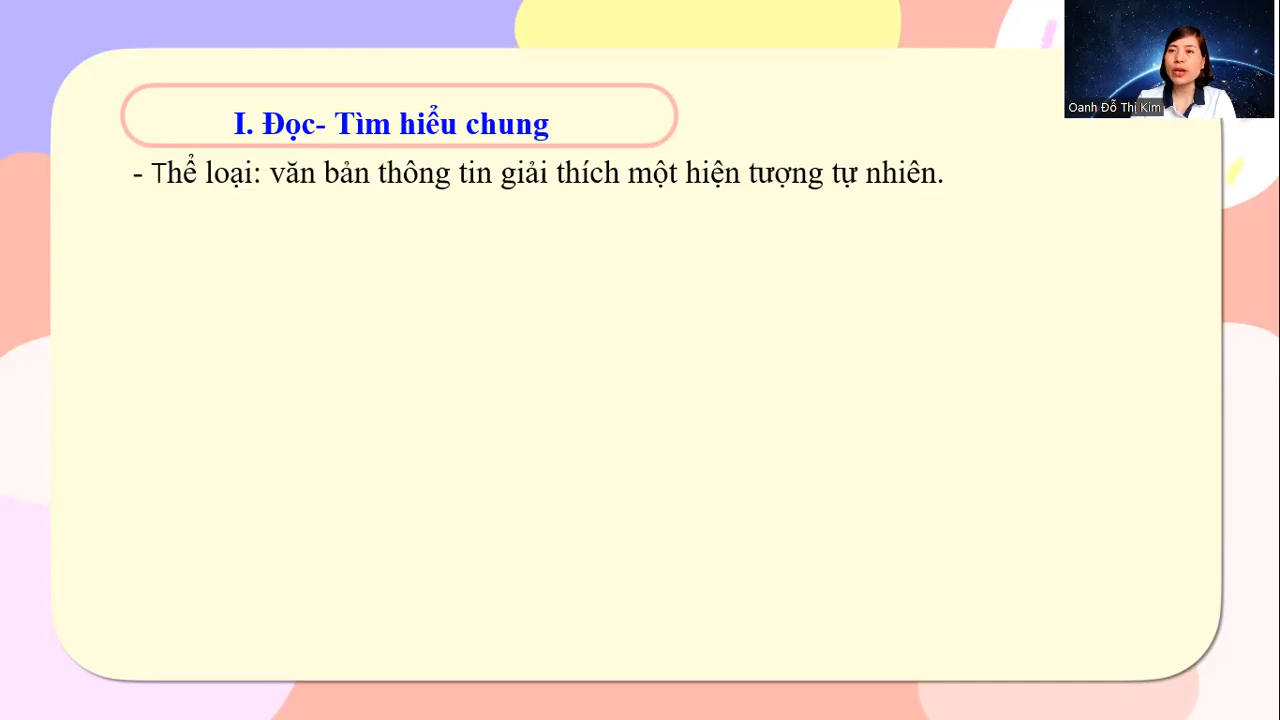 I. Đọc- Tìm hiểu chung
- Thể loại: văn bản thông tin giải thích một hiện tượng tự nhiên.
Oanh Đỗ Thị Kim